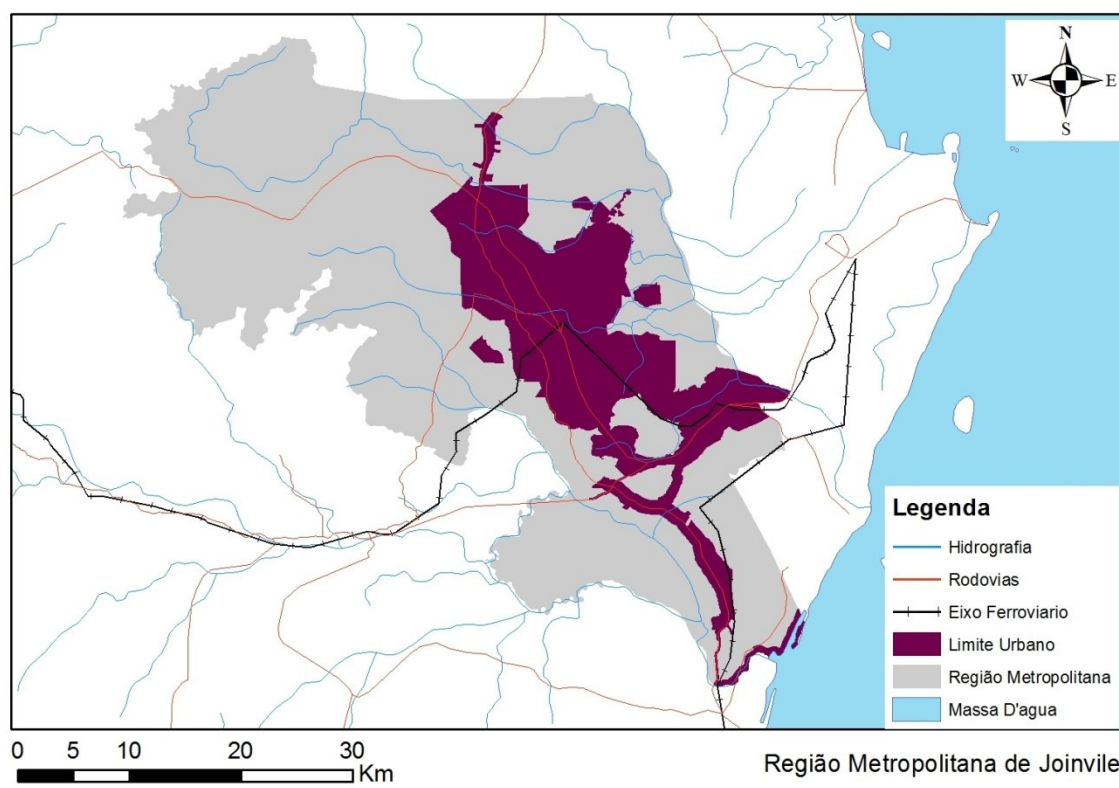 N
W E
S
Legenda
Hidrografia
Rodovias
Eixo Ferroviario
Limite Urbano
Região Metropolitana
Massa D'agua
0 5 10 20 30
Km
Região Metropolitana de Joinvile